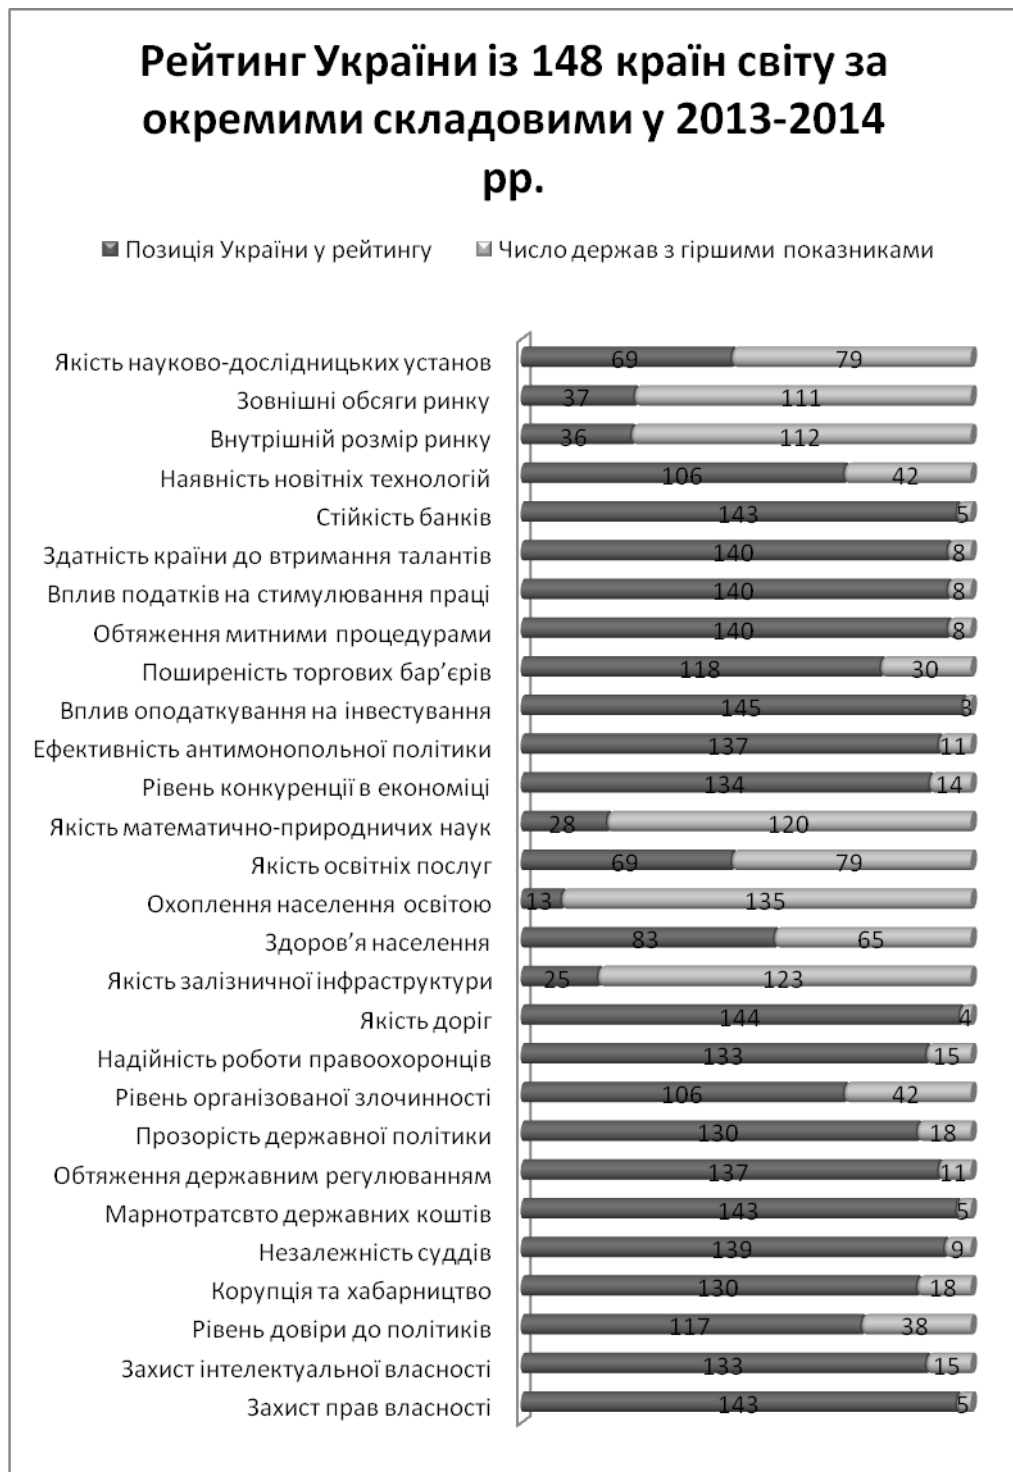 Рейтинг України із 148 країн світу за
окремими складовими у 2013-2014
рр.
Позиція України у рейтингу Число держав з гіршими показниками
Якість науково-дослідницьких установ 69 79
Зовнішні обсяги ринку 37 111
Внутрішній розмір ринку 36 112
Наявність новітніх технологій 106 42
Стійкість банків 143 5
Здатність країни до втримання талантів 140 8
Вплив податків на стимулювання праці 140 8
Обтяження митними процедурами 140 8
Поширеність торгових бар’єрів 118 30
Вплив оподаткування на інвестування 145 3
Ефективність антимонопольної політики 137 11
Рівень конкуренції в економіці 134 14
Якість математично-природничих наук 28 120
Якість освітніх послуг 69 79
Охоплення населення освітою 13 135
Здоров’я населення 83 65
Якість залізничної інфраструктури 25 123
Якість доріг 144 4
Надійність роботи правоохоронців 133 15
Рівень організованої злочинності 106 42
Прозорість державної політики 130 18
Обтяження державним регулюванням 137 11
Марнотратсвто державних коштів 143 5
Незалежність суддів 139 9
Корупція та хабарництво 130 18
Рівень довіри до політиків 117 38
Захист інтелектуальної власності 133 15
Захист прав власності 143 5